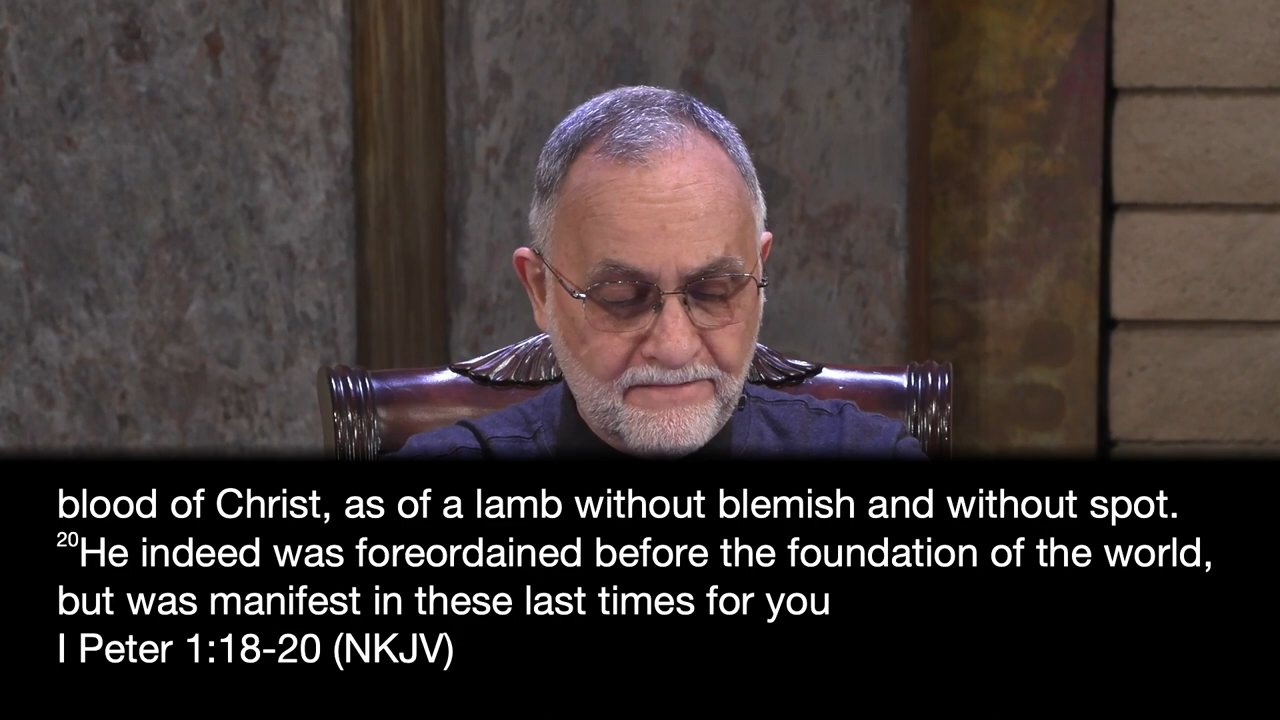 blood of Christ, as of a lamb without blemish and without spot.
20He indeed was foreordained before the foundation of the world,
but was manifest in these last times for you
I Peter 1:18-20 (NKJV)